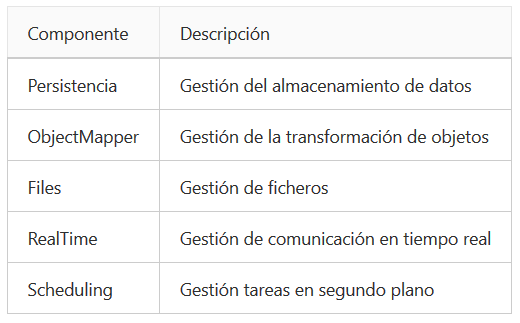 Componente Descripción
Persistencia Gestión del almacenamiento de datos
ObjectMapper Gestión de la transformación de objetos
Files Gestión de ficheros
RealTime Gestión de comunicación en tiempo real
Scheduling Gestión tareas en segundo plano